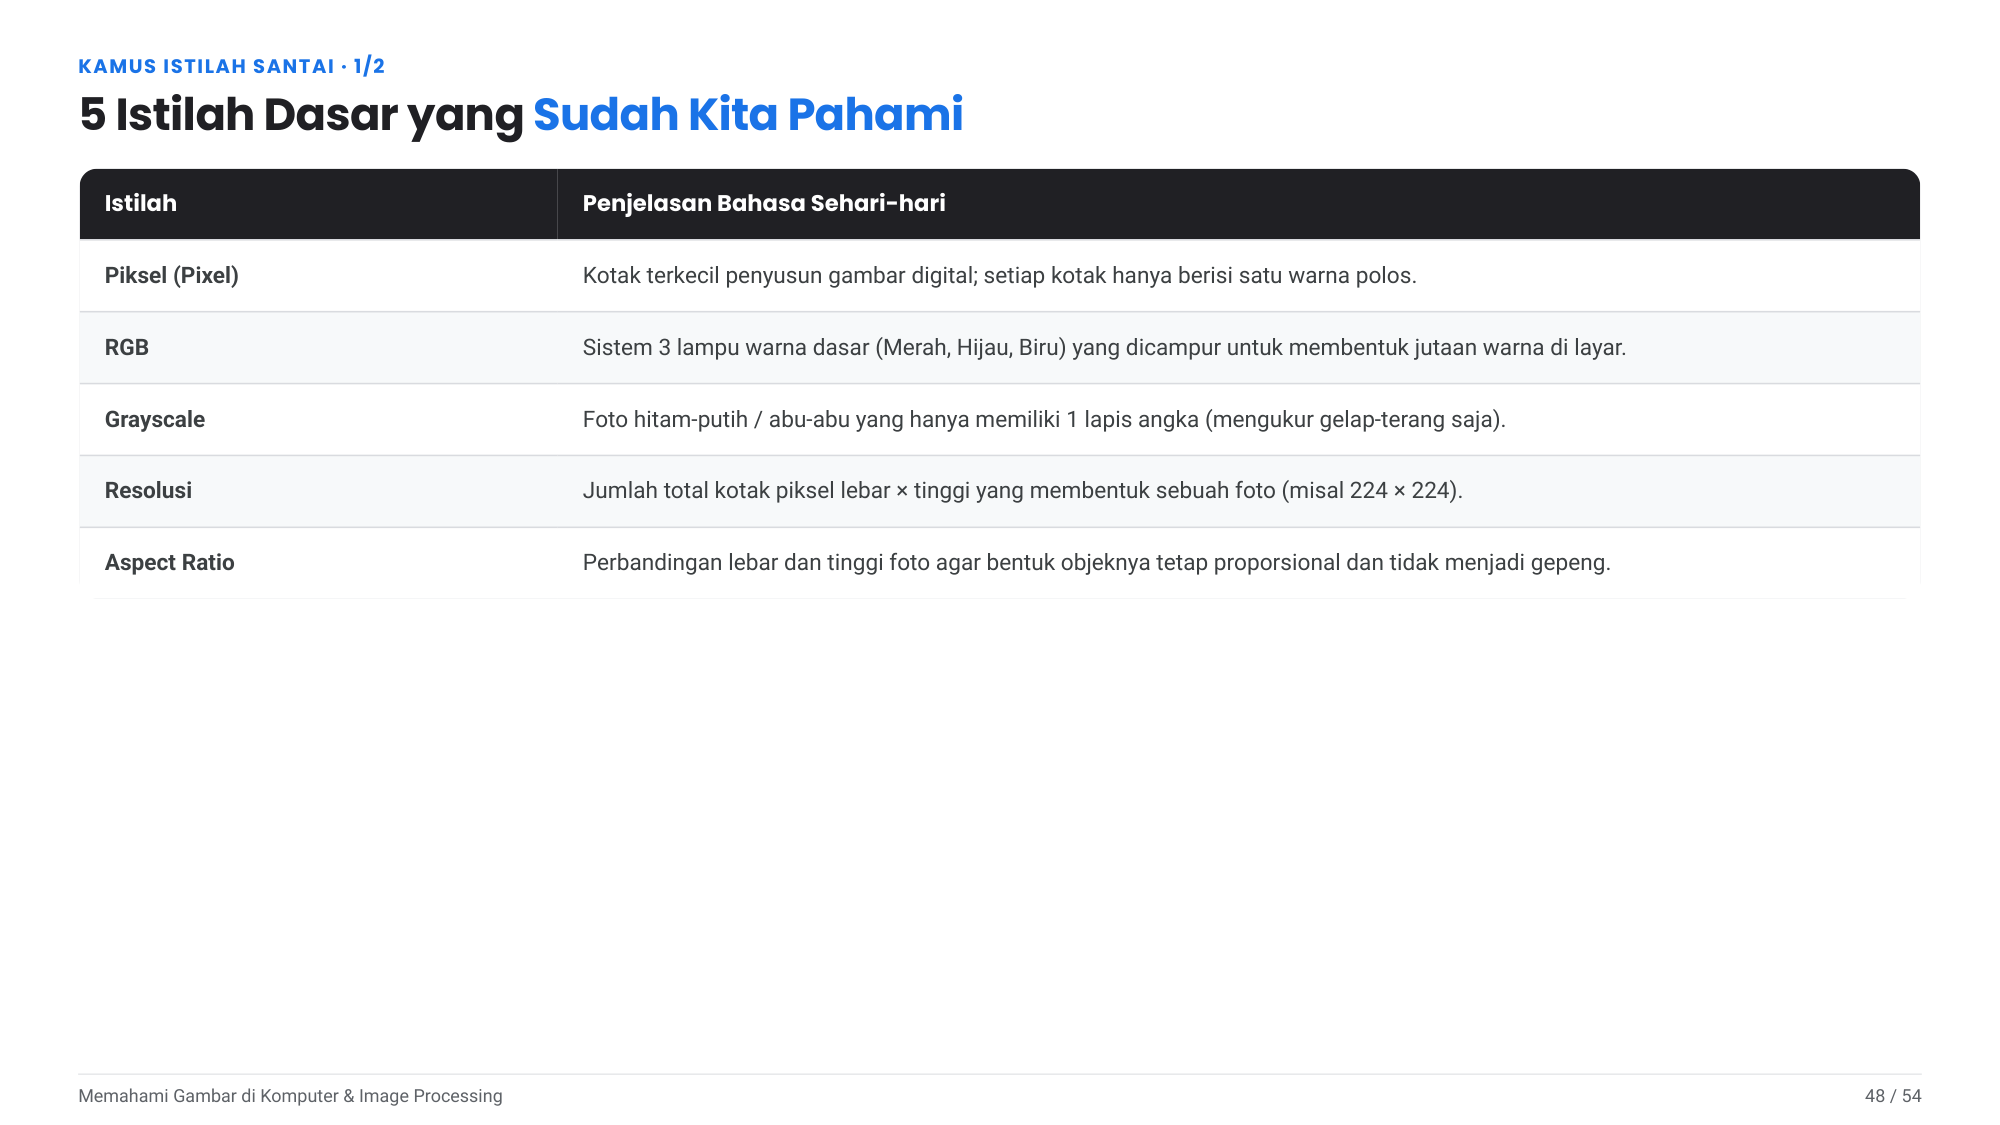 KAMUS ISTILAH SANTAI · 1/2
5 Istilah Dasar yang Sudah Kita Pahami
Istilah Penjelasan Bahasa Sehari-hari
Piksel (Pixel) Kotak terkecil penyusun gambar digital; setiap kotak hanya berisi satu warna polos.
RGB Sistem 3 lampu warna dasar (Merah, Hijau, Biru) yang dicampur untuk membentuk jutaan warna di layar.
Grayscale Foto hitam-putih / abu-abu yang hanya memiliki 1 lapis angka (mengukur gelap-terang saja).
Resolusi Jumlah total kotak piksel lebar × tinggi yang membentuk sebuah foto (misal 224 × 224).
Aspect Ratio Perbandingan lebar dan tinggi foto agar bentuk objeknya tetap proporsional dan tidak menjadi gepeng.
Memahami Gambar di Komputer & Image Processing 48 / 54